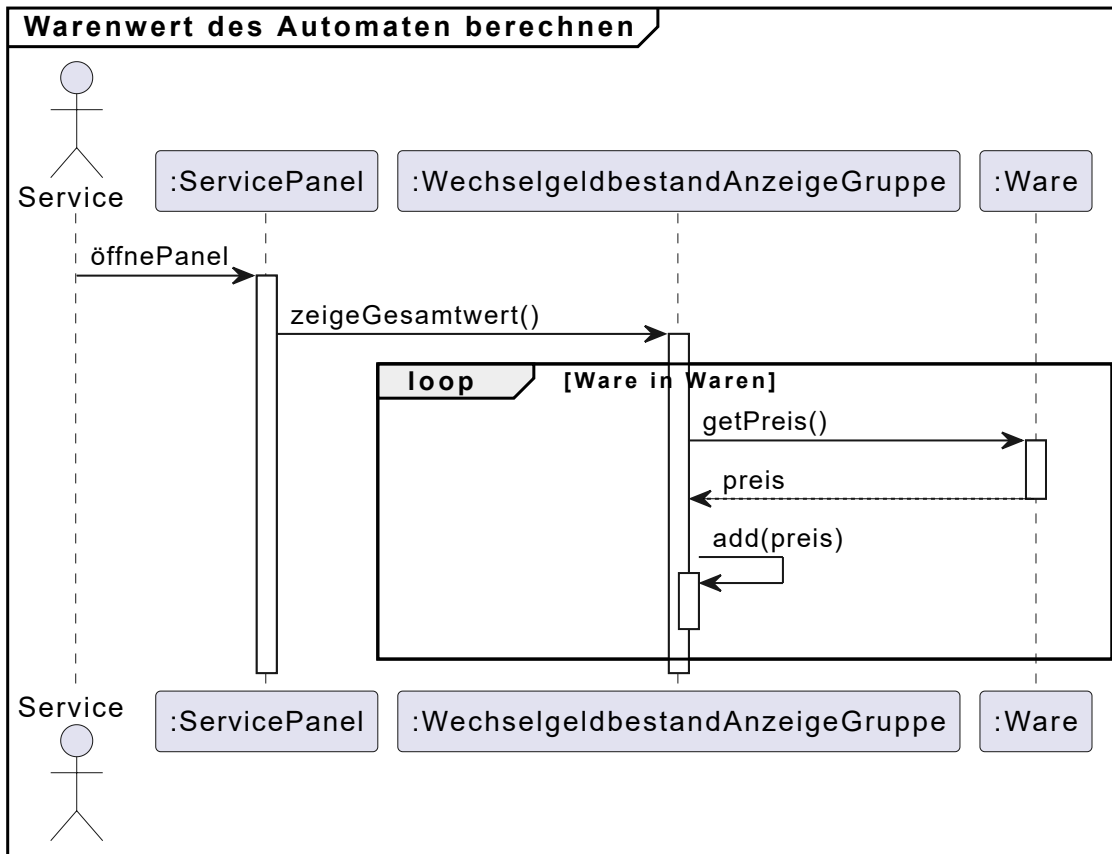 Warenwert des Automaten berechnen
Service
:ServicePanel
:WechselgeldbestandAnzeigeGruppe
:Ware
öffnePanel
zeigeGesamtwert()
loop
[Ware in Waren]
getPreis()
preis
add(preis)
Service
:ServicePanel
:WechselgeldbestandAnzeigeGruppe
:Ware